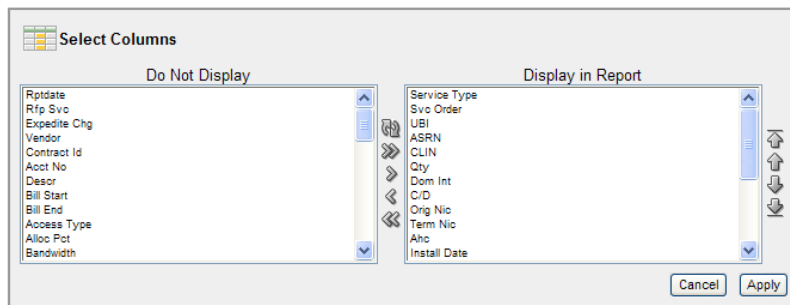 Select Columns
Do Not Display
Rptdate
Rfp Svc
Expedite Chg
Vendor
Contract Id
Acct No
Descr
Bill Start
Bill End
Access Type
Alloc Pct
Bandwidth
Display in Report
Service Type
Svc Order
UBI
ASRN
CLIN
Qty
Dom Int
C/D
Orig Nic
Term Nic
Ahc
Install Date
Cancel
Apply